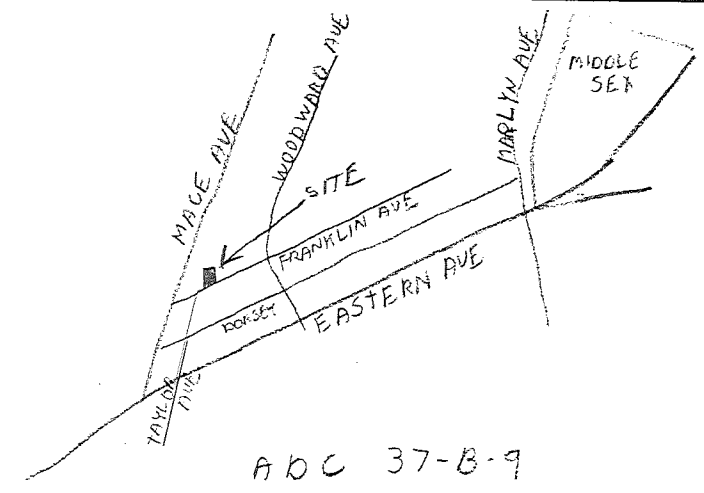 WOODWARD AVE
MARLYN AVE
MIDDLE
SEX
MACE AVE
SITE
FRANKLIN AVE
DORSEY
EASTERN AVE
TAYLOR
AVE
ADC 37-B-9